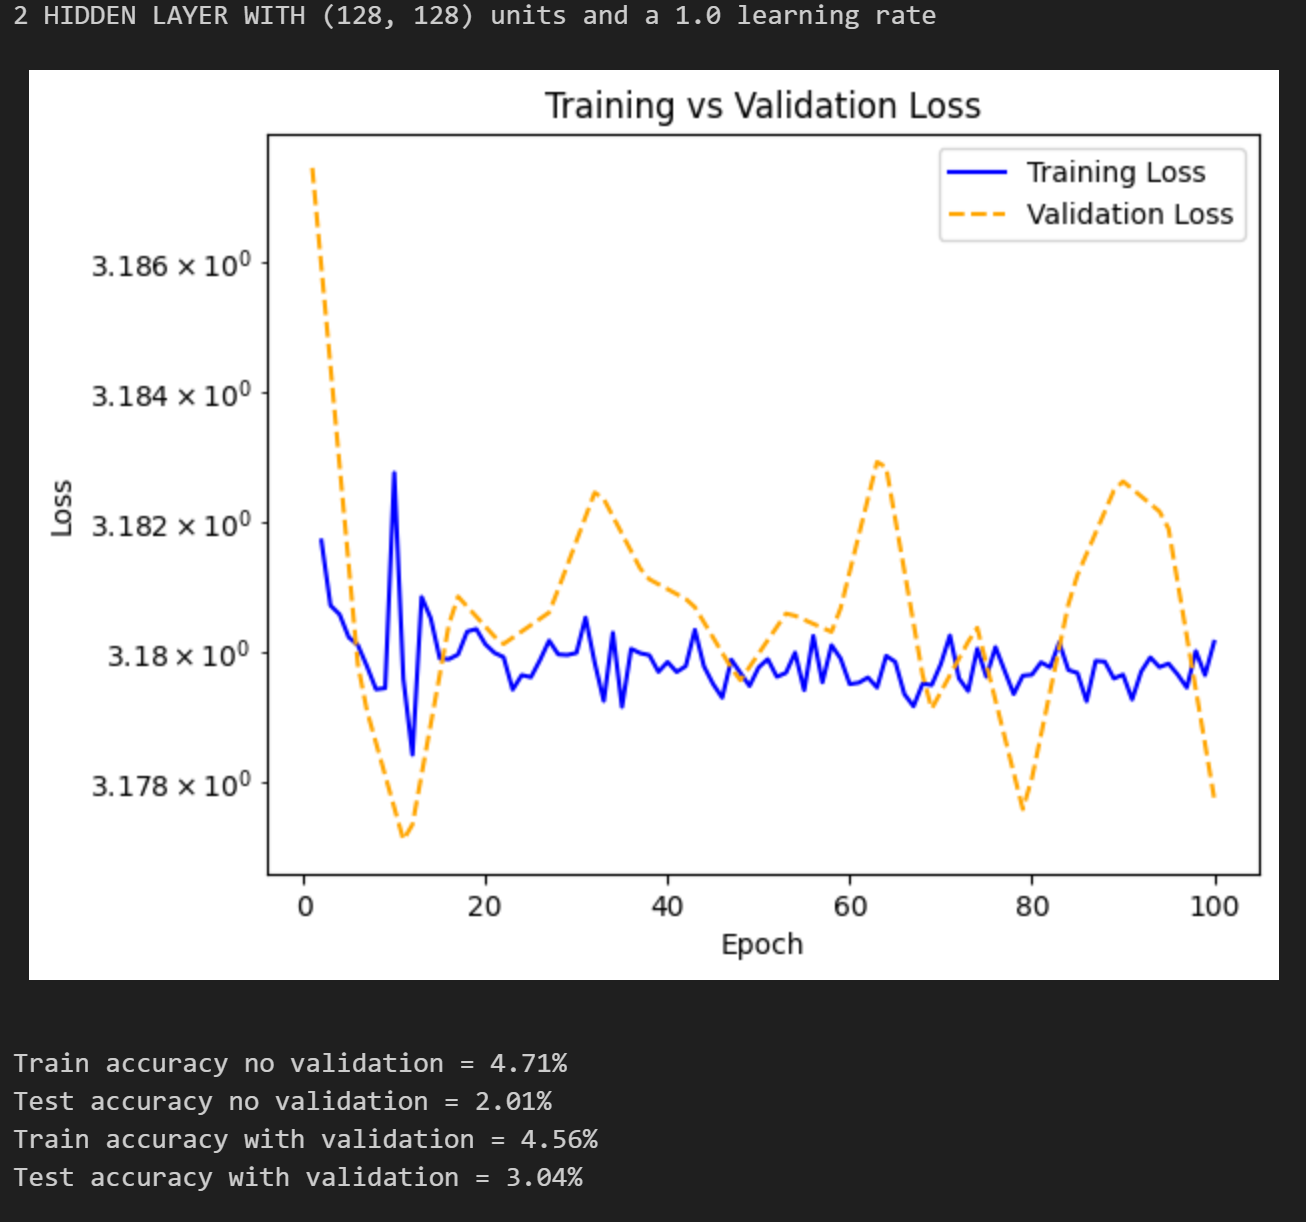 2 HIDDEN LAYER WITH (128, 128) units and a 1.0 learning rate
Training vs Validation Loss
Training Loss
Validation Loss
3.186 × 10⁰
3.184 × 10⁰
3.182 × 10⁰
3.18 × 10⁰
3.178 × 10⁰
Loss
0 20 40 60 80 100
Epoch
Train accuracy no validation = 4.71%
Test accuracy no validation = 2.01%
Train accuracy with validation = 4.56%
Test accuracy with validation = 3.04%